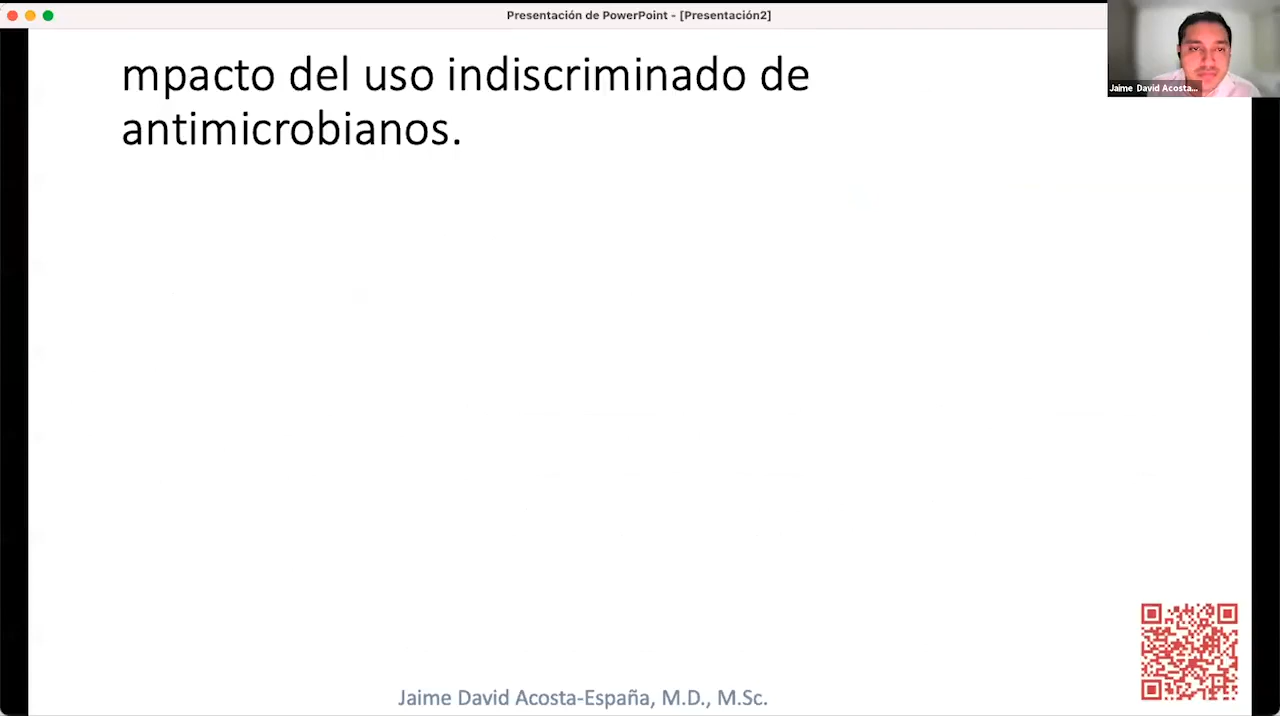 Presentación de PowerPoint - [Presentación2]
Jaime David Acosta...
mpacto del uso indiscriminado de
antimicrobianos.
Jaime David Acosta-España, M.D., M.Sc.